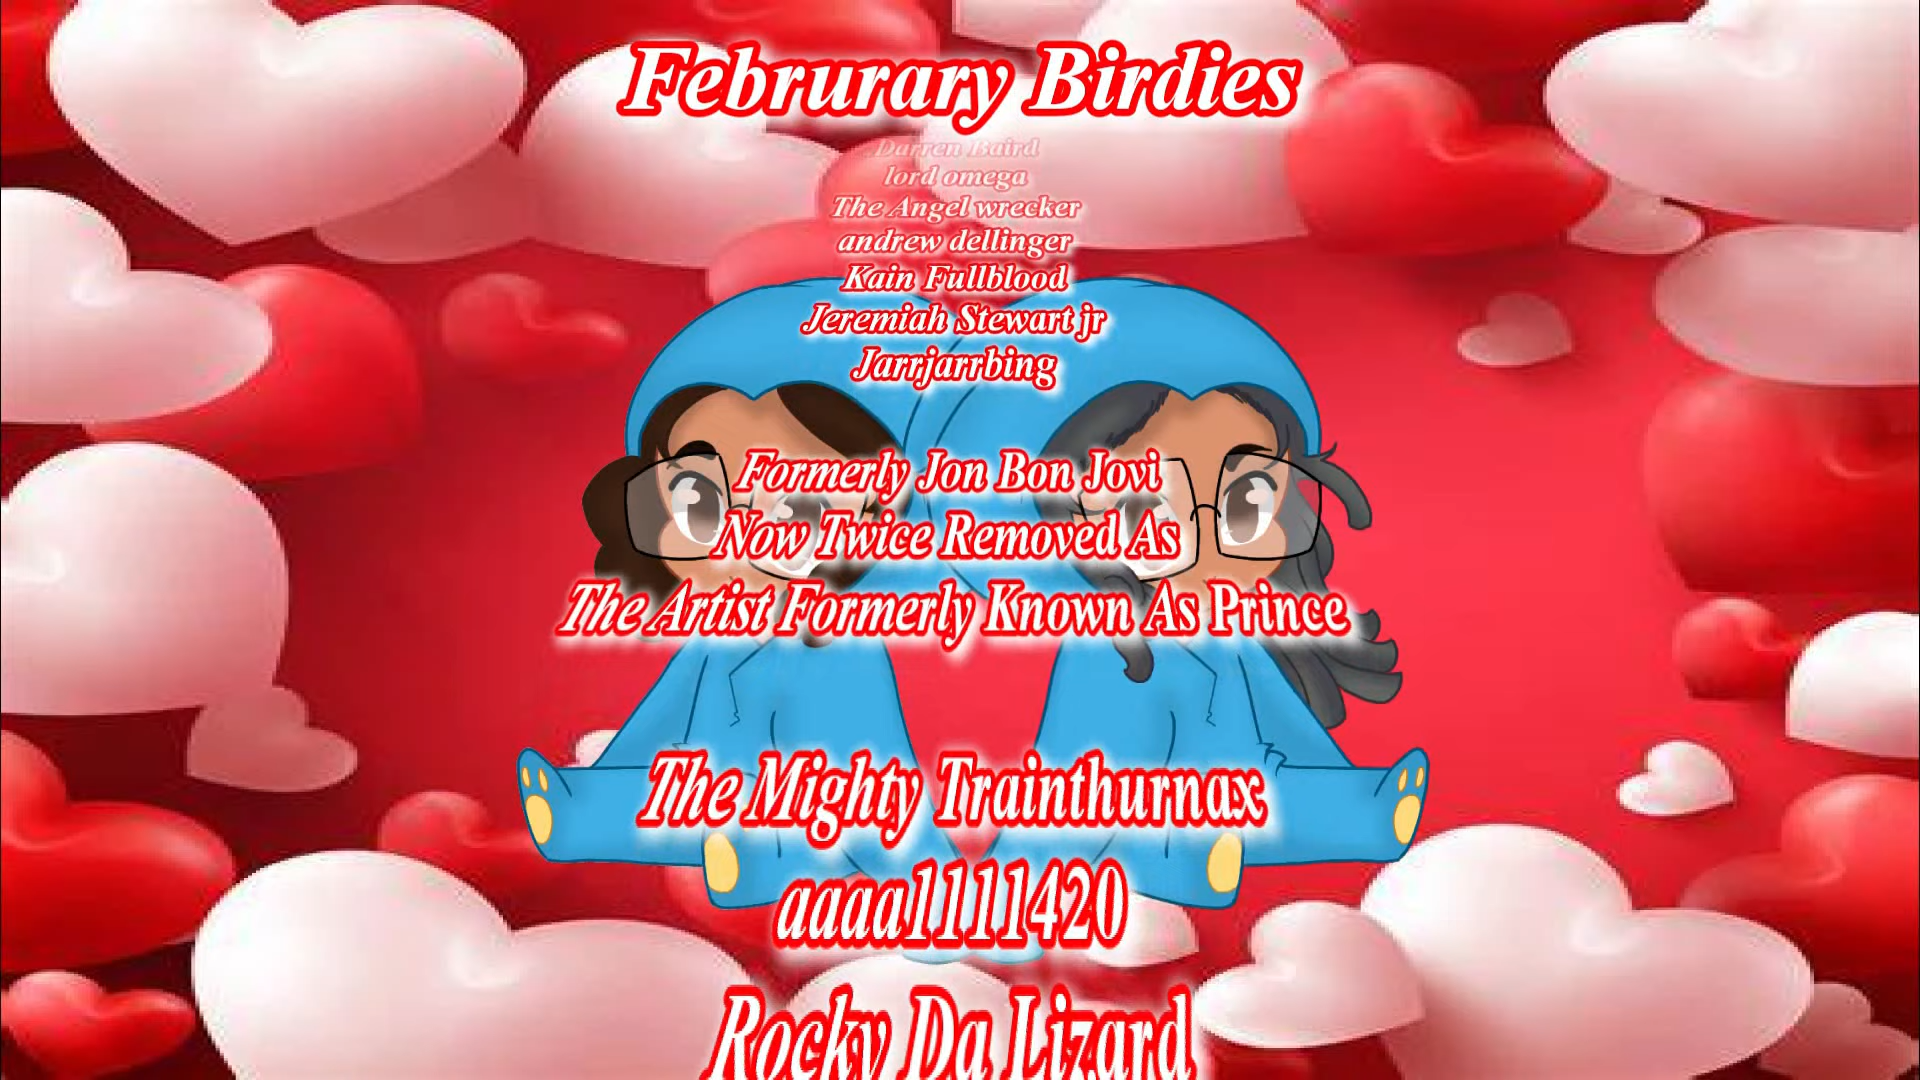 Februrary Birdies
Darren Baird
lord omega
The Angel wrecker
andrew dellinger
Kain Fullblood
Jeremiah Stewart jr
Jarrjarrbing
Formerly Jon Bon Jovi
Now Twice Removed As
The Artist Formerly Known As Prince
The Mighty Trainthurnax
aaaa1111420
Rocky Da Lizard